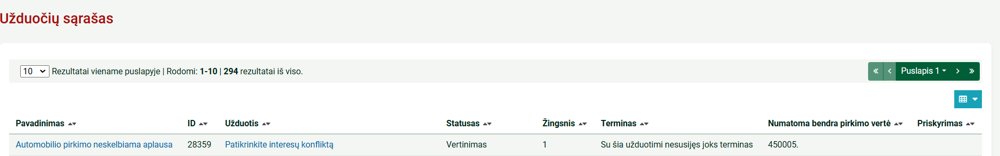 Užduočių sąrašas
10 Rezultatai viename puslapyje | Rodomi: 1-10 | 294 rezultatai iš viso.
« ‹ Puslapis 1 › »
Pavadinimas ID Užduotis Statusas Žingsnis Terminas Numatoma bendra pirkimo vertė Priskyrimas
Automobilio pirkimo neskelbiama aplausa 28359 Patikrinkite interesų konfliktą Vertinimas 1 Su šia užduotimi nesusijęs joks terminas 450005.